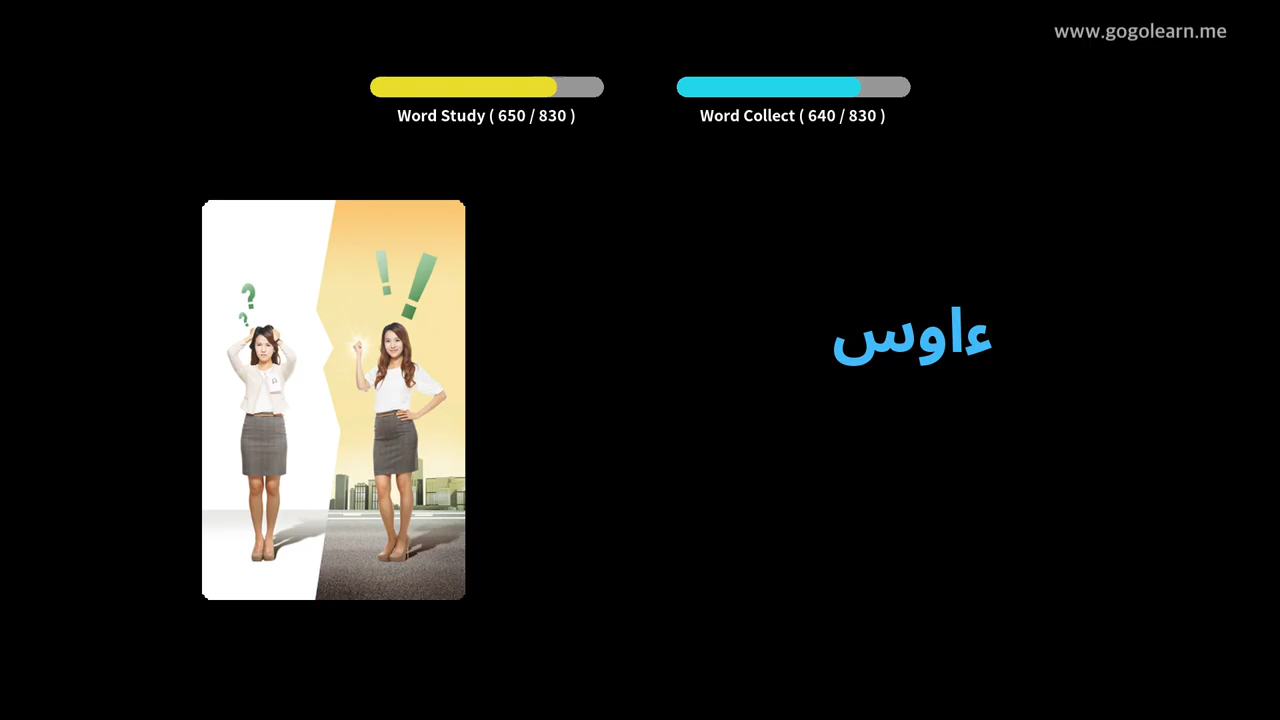 www.gogolearn.me
Word Study ( 650 / 830 )
Word Collect ( 640 / 830 )
? ?
! !
ءاوس